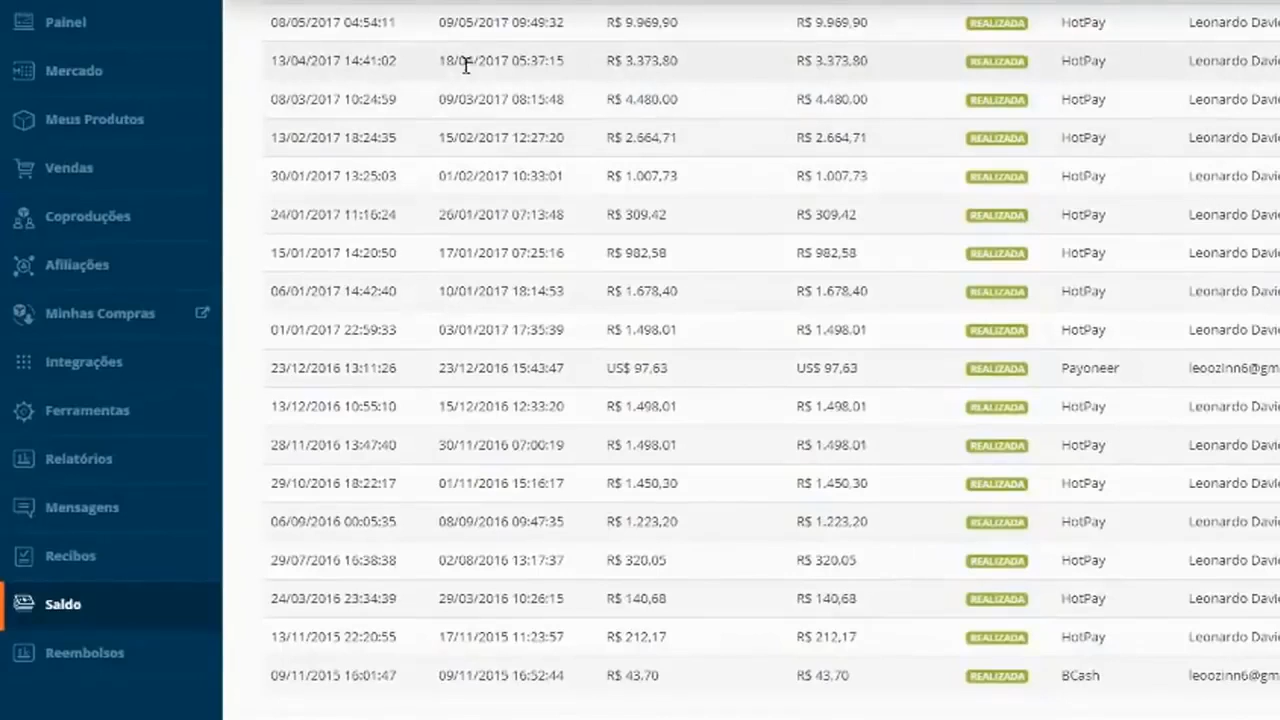 Painel
Mercado
Meus Produtos
Vendas
Coproduções
Afiliações
Minhas Compras
Integrações
Ferramentas
Relatórios
Mensagens
Recibos
Saldo
Reembolsos
08/05/2017 04:54:11 09/05/2017 09:49:32 R$ 9.969,90 R$ 9.969,90 REALIZADA HotPay Leonardo Davi
13/04/2017 14:41:02 18/04/2017 05:37:15 R$ 3.373,80 R$ 3.373,80 REALIZADA HotPay Leonardo Davi
08/03/2017 10:24:59 09/03/2017 08:15:48 R$ 4.480,00 R$ 4.480,00 REALIZADA HotPay Leonardo Davi
13/02/2017 18:24:35 15/02/2017 12:27:20 R$ 2.664,71 R$ 2.664,71 REALIZADA HotPay Leonardo Davi
30/01/2017 13:25:03 01/02/2017 10:33:01 R$ 1.007,73 R$ 1.007,73 REALIZADA HotPay Leonardo Davi
24/01/2017 11:16:24 26/01/2017 07:13:48 R$ 309,42 R$ 309,42 REALIZADA HotPay Leonardo Davi
15/01/2017 14:20:50 17/01/2017 07:25:16 R$ 982,58 R$ 982,58 REALIZADA HotPay Leonardo Davi
06/01/2017 14:42:40 10/01/2017 18:14:53 R$ 1.678,40 R$ 1.678,40 REALIZADA HotPay Leonardo Davi
01/01/2017 22:59:33 03/01/2017 17:35:39 R$ 1.498,01 R$ 1.498,01 REALIZADA HotPay Leonardo Davi
23/12/2016 13:11:26 23/12/2016 15:43:47 US$ 97,63 US$ 97,63 REALIZADA Payoneer leoozinn6@gm
13/12/2016 10:55:10 15/12/2016 12:33:20 R$ 1.498,01 R$ 1.498,01 REALIZADA HotPay Leonardo Davi
28/11/2016 13:47:40 30/11/2016 07:00:19 R$ 1.498,01 R$ 1.498,01 REALIZADA HotPay Leonardo Davi
29/10/2016 18:22:17 01/11/2016 15:16:17 R$ 1.450,30 R$ 1.450,30 REALIZADA HotPay Leonardo Davi
06/09/2016 00:05:35 08/09/2016 09:47:35 R$ 1.223,20 R$ 1.223,20 REALIZADA HotPay Leonardo Davi
29/07/2016 16:38:38 02/08/2016 13:17:37 R$ 320,05 R$ 320,05 REALIZADA HotPay Leonardo Davi
24/03/2016 23:34:39 28/03/2016 10:26:15 R$ 140,68 R$ 140,68 REALIZADA HotPay Leonardo Davi
13/11/2015 22:20:55 17/11/2015 11:23:57 R$ 212,17 R$ 212,17 REALIZADA HotPay Leonardo Davi
09/11/2015 16:01:47 09/11/2015 16:52:44 R$ 43,70 R$ 43,70 REALIZADA BCash leoozinn6@gm